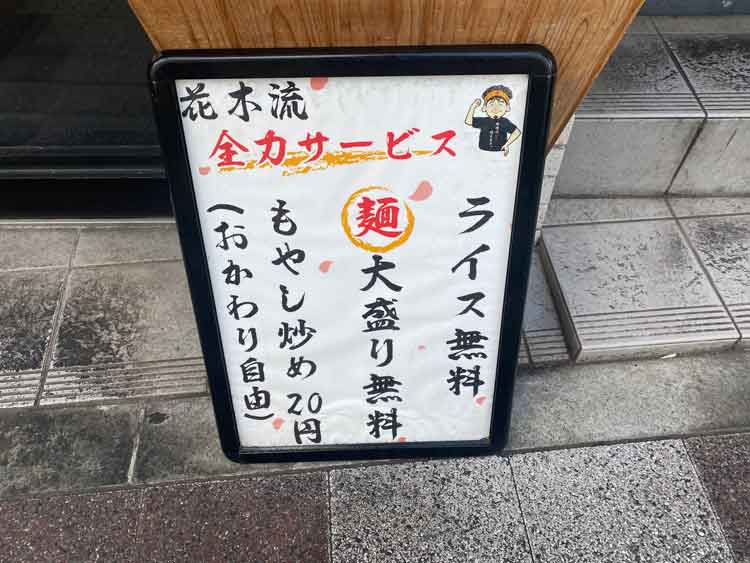 花木流
全力サービス
ライス無料
麺大盛り無料
もやし炒め20円
（おかわり自由）